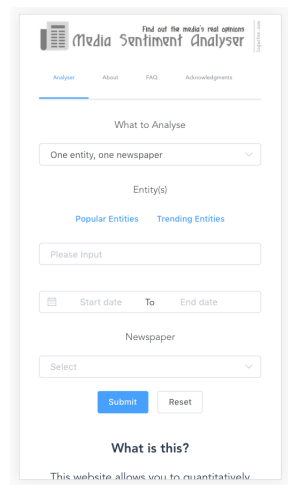 Find out the media's real opinions
Media Sentiment Analyser
Analyser About FAQ Acknowledgments
What to Analyse
One entity, one newspaper
Entity(s)
Popular Entities Trending Entities
Please Input
Start date To End date
Newspaper
Select
Submit Reset
What is this?
This website allows you to quantitatively